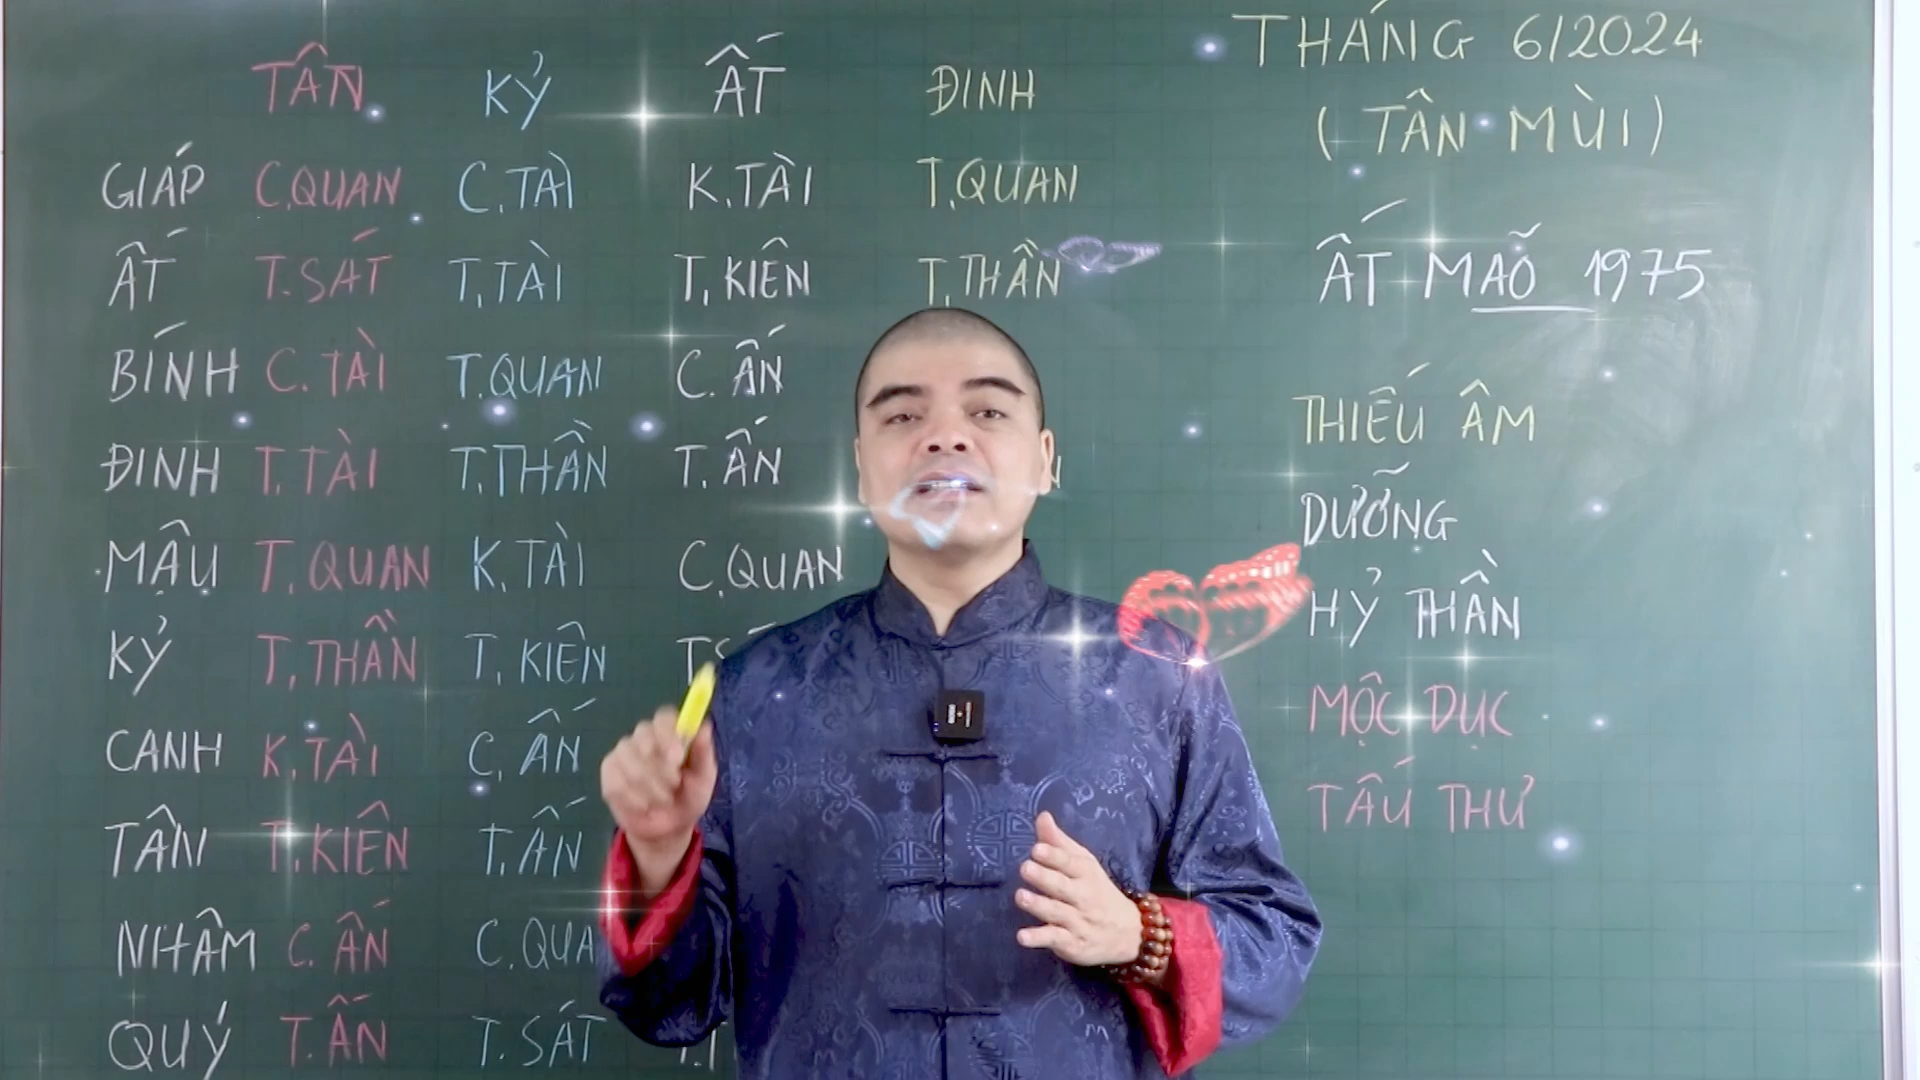 TÂN KỶ ẤT ĐINH
GIÁP C.QUAN C.TÀI K.TÀI T.QUAN
ẤT T.SÁT T.TÀI T.KIÊN T.THẦN
BÍNH C.TÀI T.QUAN C.ẤN
ĐINH T.TÀI T.THẦN T.ẤN
MẬU T.QUAN K.TÀI C.QUAN
KỶ T.THẦN T.KIÊN
CANH K.TÀI C.ẤN
TÂN T.KIÊN T.ẤN
NHÂM C.ẤN C.QUA
QUÝ T.ẤN T.SÁT
THÁNG 6/2024
(TÂN MÙI)
ẤT MAÕ 1975
THIẾU ÂM
DƯỠNG
HỶ THẦN
MỘC DỤC
TẤU THƯ